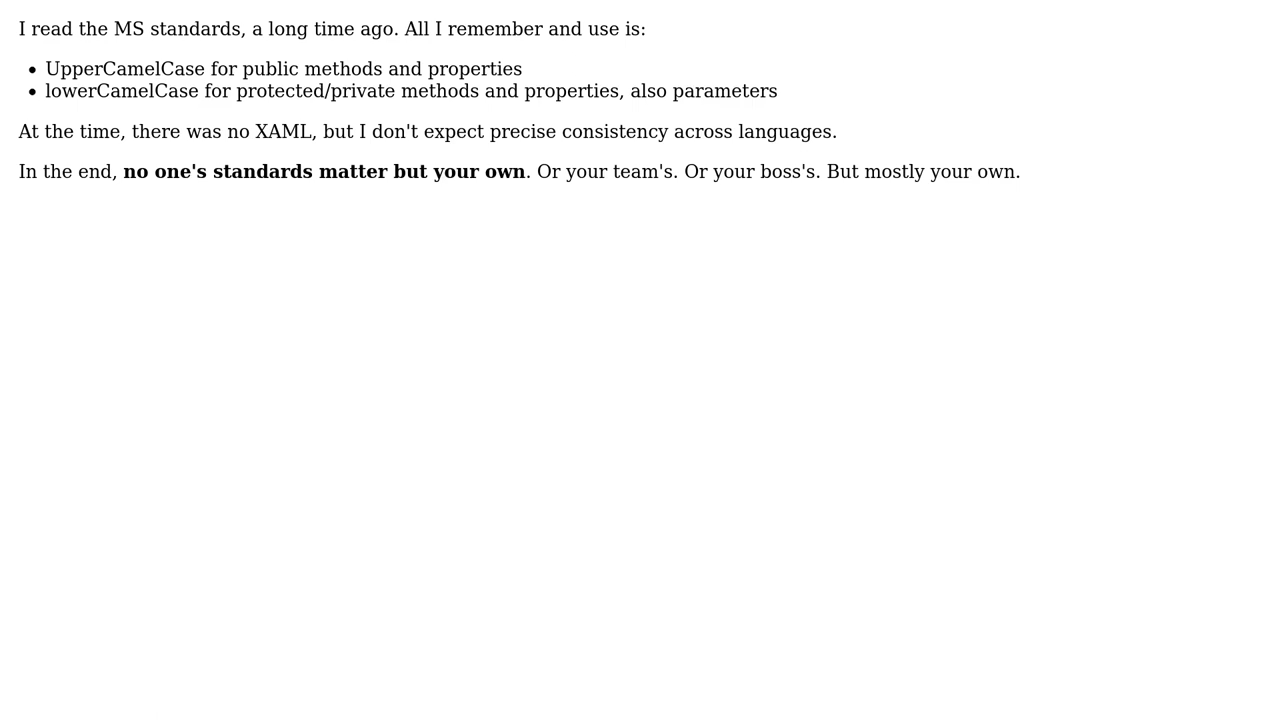 I read the MS standards, a long time ago. All I remember and use is:
• UpperCamelCase for public methods and properties
• lowerCamelCase for protected/private methods and properties, also parameters
At the time, there was no XAML, but I don't expect precise consistency across languages.
In the end, no one's standards matter but your own. Or your team's. Or your boss's. But mostly your own.